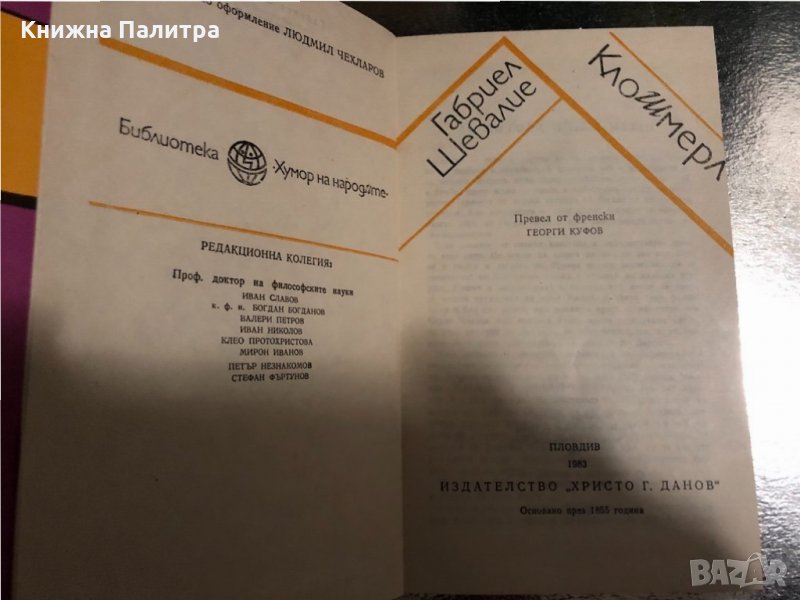 Книжна Палитра
оформление ЛЮДМИЛ ЧЕХЛАРОВ
Библиотека
·Хумор на народите·
РЕДАКЦИОННА КОЛЕГИЯ:
Проф. доктор на философските науки
ИВАН СЛАВОВ
к. ф. н. БОГДАН БОГДАНОВ
ВАЛЕРИ ПЕТРОВ
ИВАН НИКОЛОВ
КЛЕО ПРОТОХРИСТОВА
МИРОН ИВАНОВ
ПЕТЪР НЕЗНАКОМОВ
СТЕФАН ФЪРТУНОВ
Габриел
Шевалие
Клошмерл
Превел от френски
ГЕОРГИ КУФОВ
ПЛОВДИВ
1983
ИЗДАТЕЛСТВО „ХРИСТО Г. ДАНОВ"
Основано през 1855 година
BAZAR